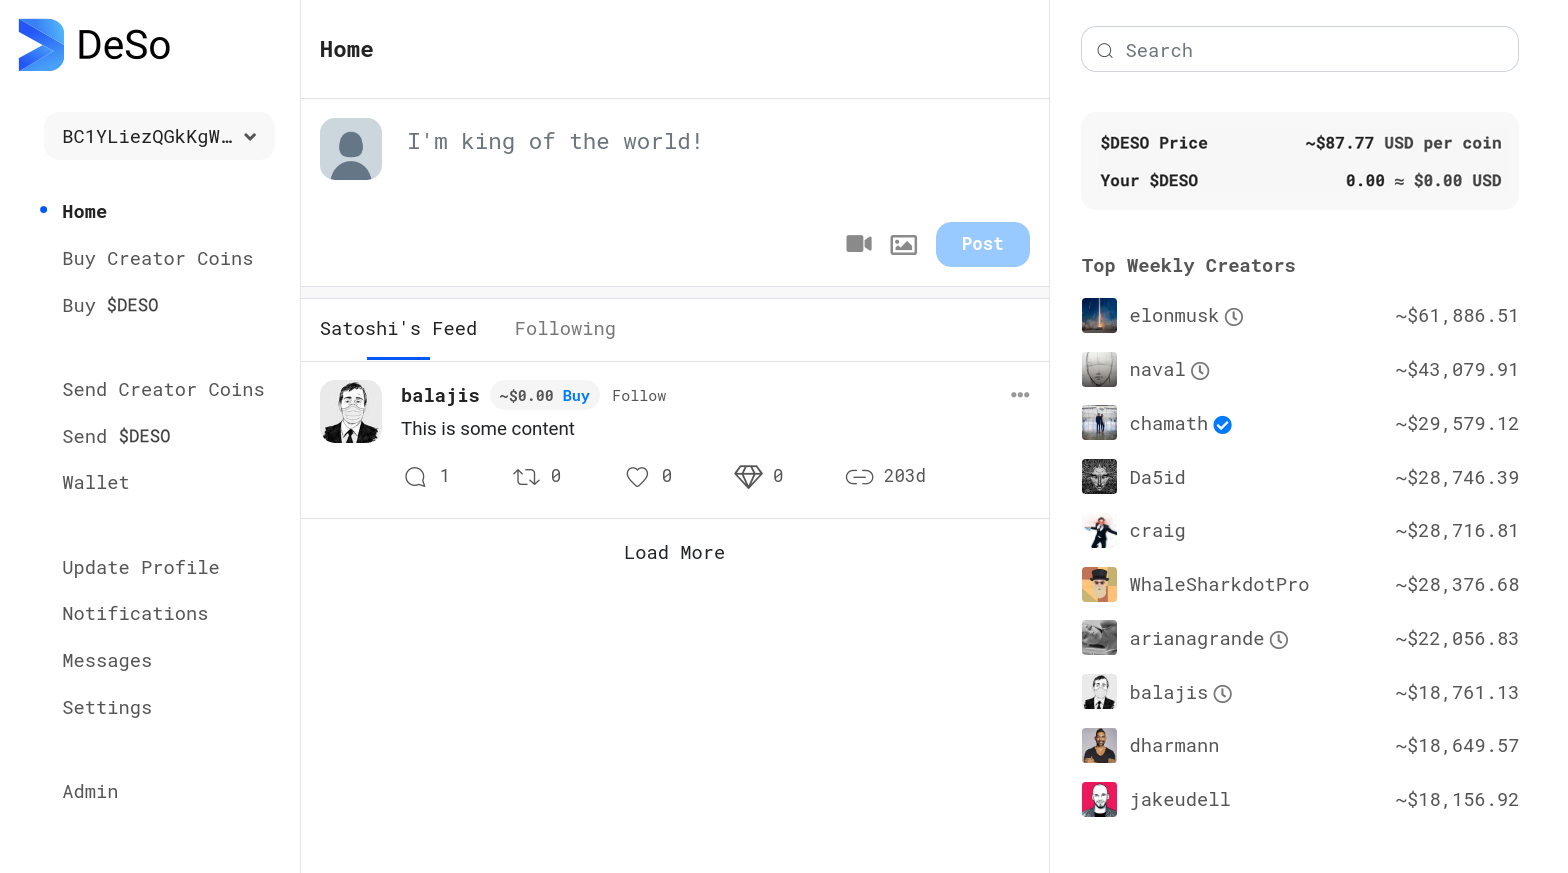 DeSo
BC1YLiezQGkKgW…
Home
Buy Creator Coins
Buy $DESO
Send Creator Coins
Send $DESO
Wallet
Update Profile
Notifications
Messages
Settings
Admin
Home
I'm king of the world!
Post
Satoshi's Feed Following
balajis ~$0.00 Buy Follow
This is some content
1 0 0 0 203d
Load More
Search
$DESO Price ~$87.77 USD per coin
Your $DESO 0.00 ≈ $0.00 USD
Top Weekly Creators
elonmusk ~$61,886.51
naval ~$43,079.91
chamath ~$29,579.12
Da5id ~$28,746.39
craig ~$28,716.81
WhaleSharkdotPro ~$28,376.68
arianagrande ~$22,056.83
balajis ~$18,761.13
dharmann ~$18,649.57
jakeudell ~$18,156.92